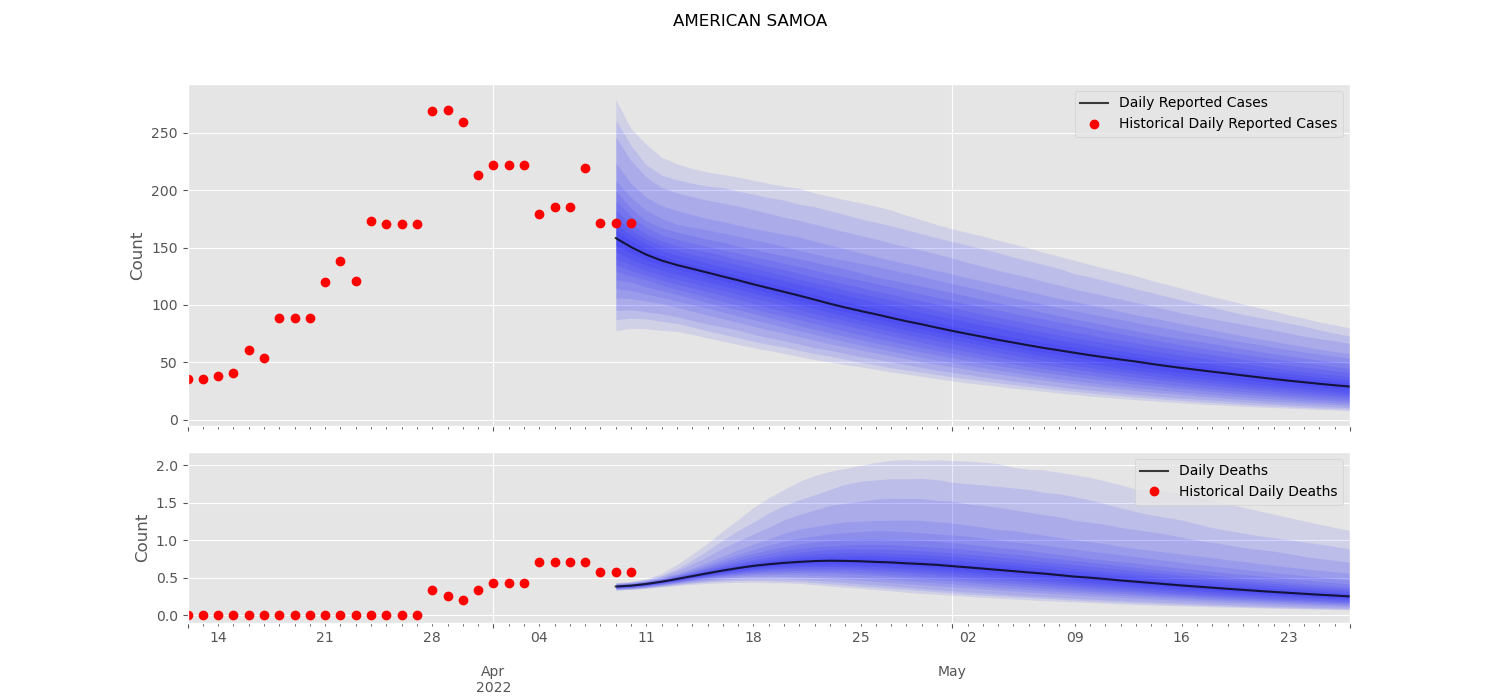 AMERICAN SAMOA
Daily Reported Cases
Historical Daily Reported Cases
250
200
150
100
50
0
Count
Daily Deaths
Historical Daily Deaths
2.0
1.5
1.0
0.5
0.0
Count
14 21 28 04 11 18 25 02 09 16 23
Apr May
2022